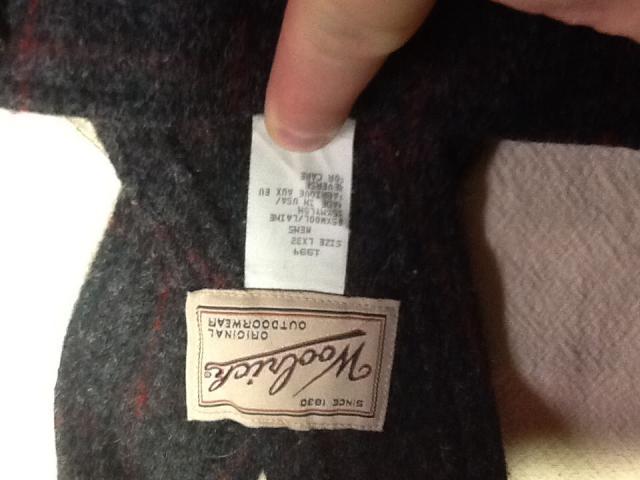 SINCE 1830
Woolrich
ORIGINAL
OUTDOORWEAR
1994
SIZE LX32
MENS
85%WOOL/LAINE
15%NYLON
MADE IN USA/
FABRIQUE AUX EU
FOR CARE